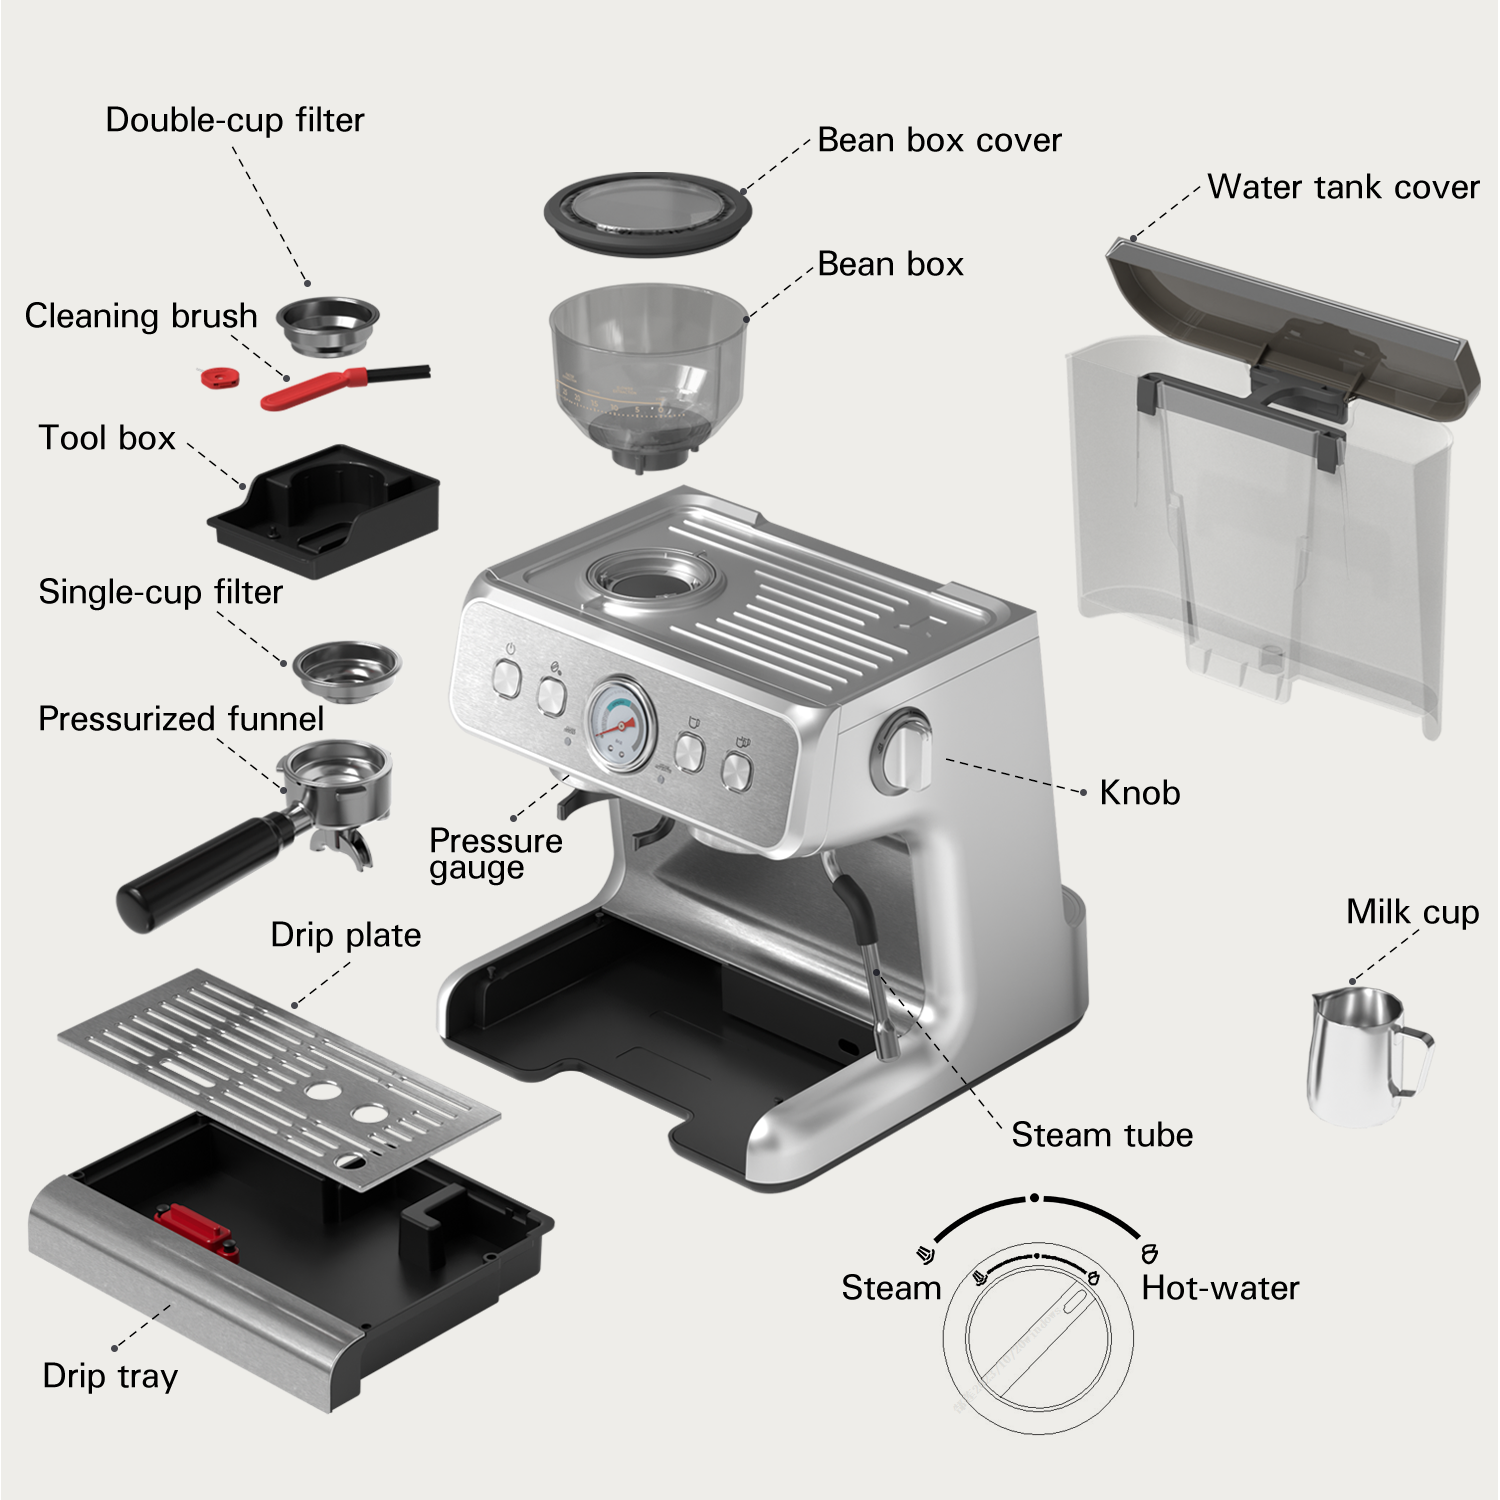 Double-cup filter
Bean box cover
Water tank cover
Bean box
Cleaning brush
Tool box
Single-cup filter
Pressurized funnel
Knob
Pressure
gauge
Milk cup
Drip plate
Steam tube
Steam
Hot-water
Drip tray